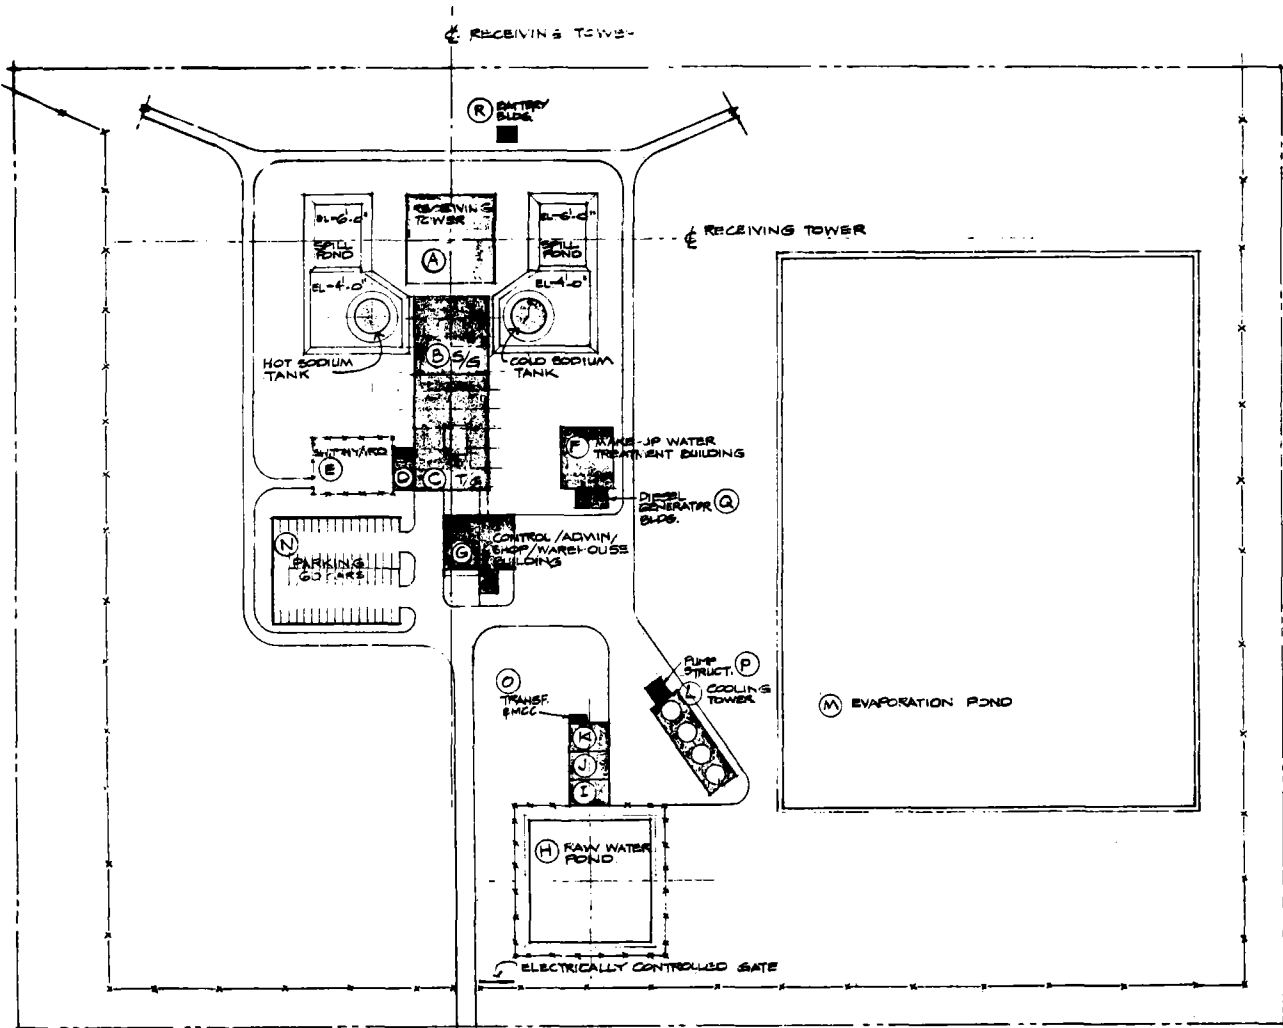 ℄ RECEIVING TOWER
R BATTERY
BLDG.
RECEIVING
TOWER
A
EL-6'-0"
SPILL
POND
EL-4'-0"
EL-6'-0"
SPILL
POND
EL-4'-0"
℄ RECEIVING TOWER
B S/G
HOT SODIUM
TANK
COLD SODIUM
TANK
E
D
C T/G
F MAKE-UP WATER
TREATMENT BUILDING
DIESEL
GENERATOR
BLDG.
Q
N
PARKING
60 CARS
G
CONTROL/ADMIN/
SHOP/WAREHOUSE
BUILDING
PUMP
STRUCT. P
L COOLING
TOWER
O
TRANSF.
& MCC
K
J
I
M EVAPORATION POND
H RAW WATER
POND
ELECTRICALLY CONTROLLED GATE